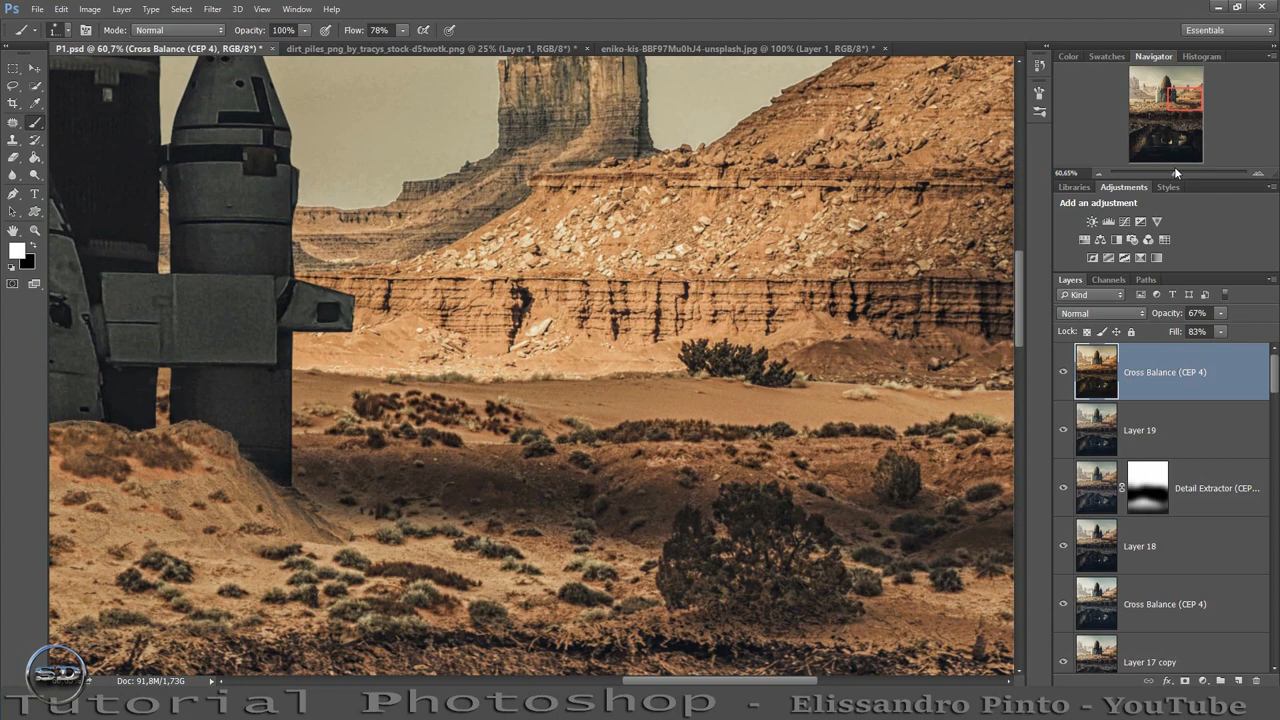 Ps File Edit Image Layer Type Select Filter 3D View Window Help
Mode: Normal Opacity: 100% Flow: 78% Essentials
P1.psd @ 60,7% (Cross Balance (CEP 4), RGB/8*) * × dirt_piles_png_by_tracys_stock-d5twotk.png @ 25% (Layer 1, RGB/8*) * × eniko-kis-BBF97Mu0hJ4-unsplash.jpg @ 100% (Layer 1, RGB/8*) * ×
Color Swatches Navigator Histogram
60,65%
Libraries Adjustments Styles
Add an adjustment
Layers Channels Paths
Kind
Normal Opacity: 67%
Lock: Fill: 83%
Cross Balance (CEP 4)
Layer 19
Detail Extractor (CEP...
Layer 18
Cross Balance (CEP 4)
Layer 17 copy
SD
Doc: 91,8M/1,73G
Tutorial Photoshop - Elissandro Pinto - YouTube